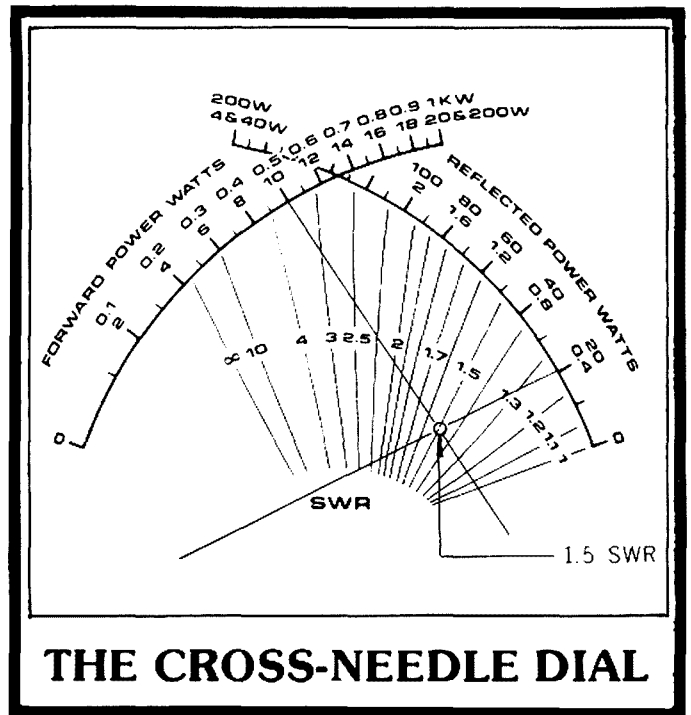 200W
4&40W
FORWARD POWER WATTS
0 0.1 0.2 0.3 0.4 0.5 0.6 0.7 0.8 0.9 1KW
2 4 6 8 10 12 14 16 18 20&200W
REFLECTED POWER WATTS
100 80 60 40 20 0
2 1.6 1.2 0.8 0.4
∞ 10 4 3 2.5 2 1.7 1.5 1.3 1.2 1.1 1
SWR
1.5 SWR
THE CROSS-NEEDLE DIAL